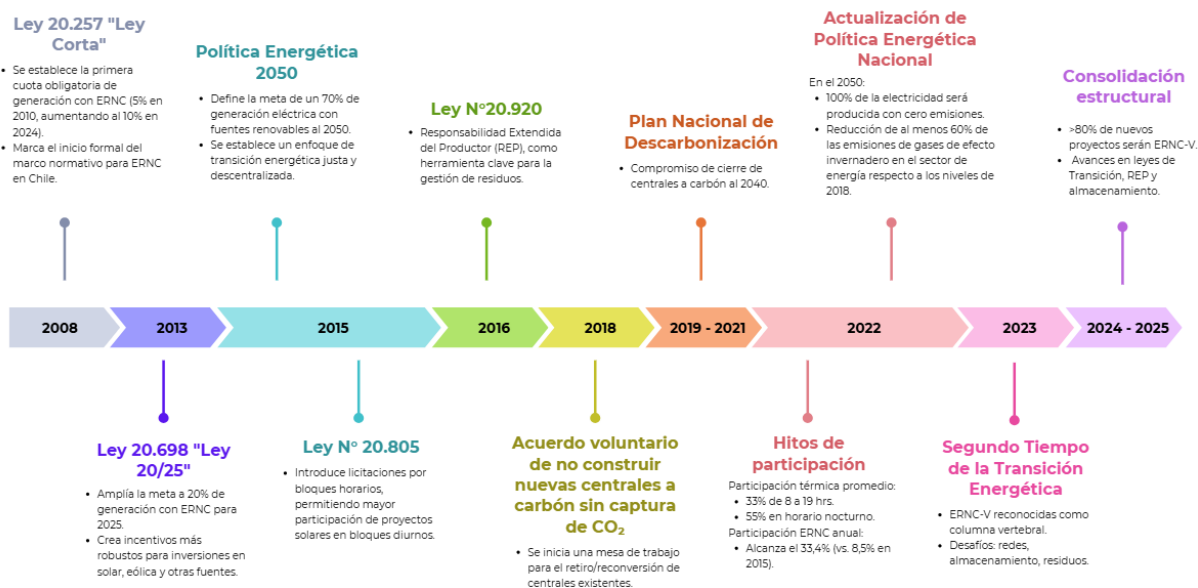 Ley 20.257 "Ley
Corta"
• Se establece la primera
cuota obligatoria de
generación con ERNC (5% en
2010, aumentando al 10% en
2024).
• Marca el inicio formal del
marco normativo para ERNC
en Chile.
Política Energética
2050
• Define la meta de un 70% de
generación eléctrica con
fuentes renovables al 2050.
• Se establece un enfoque de
transición energética justa y
descentralizada.
Ley N°20.920
• Responsabilidad Extendida
del Productor (REP), como
herramienta clave para la
gestión de residuos.
Plan Nacional de
Descarbonización
• Compromiso de cierre de
centrales a carbón al 2040.
Actualización de
Política Energética
Nacional
En el 2050:
• 100% de la electricidad será
producida con cero emisiones.
• Reducción de al menos 60% de
las emisiones de gases de efecto
invernadero en el sector de
energía respecto a los niveles de
2018.
Consolidación
estructural
• >80% de nuevos
proyectos serán ERNC-V.
• Avances en leyes de
Transición, REP y
almacenamiento.
2008
2013
2015
2016
2018
2019 - 2021
2022
2023
2024 - 2025
Ley 20.698 "Ley
20/25"
• Amplía la meta a 20% de
generación con ERNC para
2025.
• Crea incentivos más
robustos para inversiones en
solar, eólica y otras fuentes.
Ley N° 20.805
• Introduce licitaciones por
bloques horarios,
permitiendo mayor
participación de proyectos
solares en bloques diurnos.
Acuerdo voluntario
de no construir
nuevas centrales a
carbón sin captura
de CO₂
• Se inicia una mesa de trabajo
para el retiro/reconversión de
centrales existentes.
Hitos de
participación
Participación térmica promedio:
• 33% de 8 a 19 hrs.
• 55% en horario nocturno.
Participación ERNC anual:
• Alcanza el 33,4% (vs. 8,5% en
2015).
Segundo Tiempo
de la Transición
Energética
• ERNC-V reconocidas como
columna vertebral.
• Desafíos: redes,
almacenamiento, residuos.